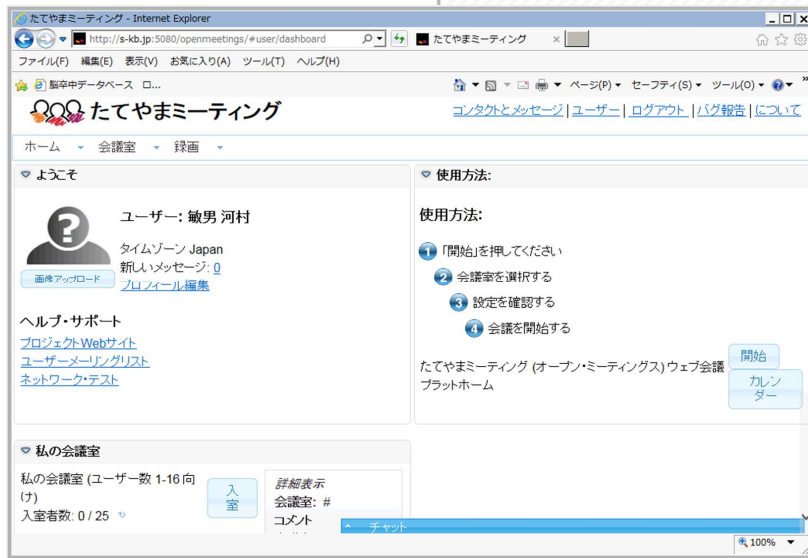 たてやまミーティング - Internet Explorer
http://s-kb.jp:5080/openmeetings/#user/dashboard
たてやまミーティング
ファイル(F) 編集(E) 表示(V) お気に入り(A) ツール(T) ヘルプ(H)
脳卒中データベース ロ...
ページ(P) セーフティ(S) ツール(O)
たてやまミーティング
コンタクトとメッセージ | ユーザー | ログアウト | バグ報告 | について
ホーム 会議室 録画
ようこそ
ユーザー: 敏男 河村
タイムゾーン Japan
新しいメッセージ: 0
画像アップロード
プロフィール編集
ヘルプ・サポート
プロジェクトWebサイト
ユーザーメーリングリスト
ネットワーク・テスト
使用方法:
使用方法:
1 「開始」を押してください
2 会議室を選択する
3 設定を確認する
4 会議を開始する
たてやまミーティング (オープン・ミーティングス) ウェブ会議
プラットホーム
開始
カレン
ダー
私の会議室
私の会議室 (ユーザー数 1-16 向
け)
入室者数: 0 / 25
入
室
詳細表示
会議室: #
コメント
チャット
100%